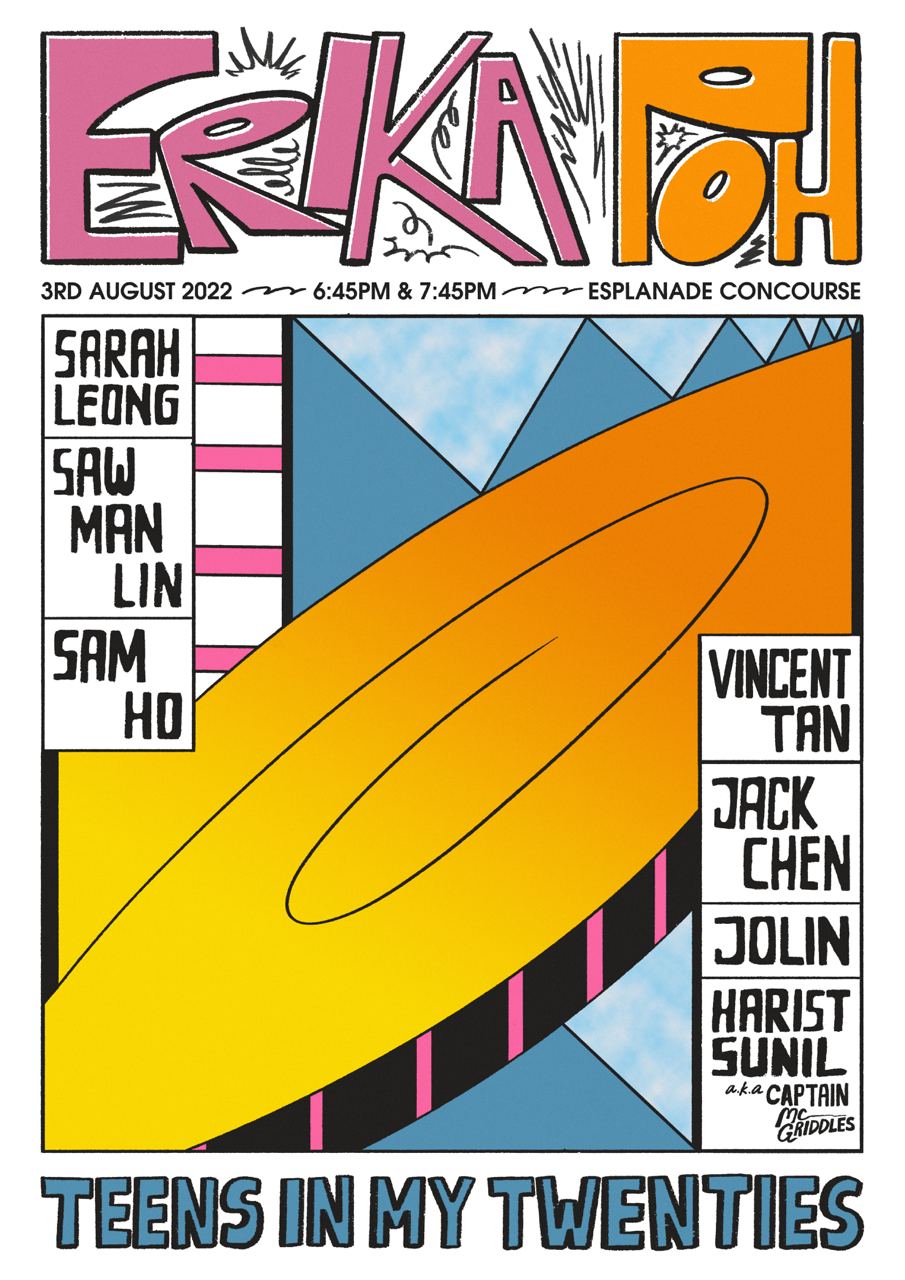 ERIKA POH
3RD AUGUST 2022 6:45PM & 7:45PM ESPLANADE CONCOURSE
SARAH
LEONG
SAW
MAN
LIN
SAM
HO
VINCENT
TAN
JACK
CHEN
JOLIN
HARIST
SUNIL
a.k.a CAPTAIN
Mc
GRIDDLES
TEENS IN MY TWENTIES